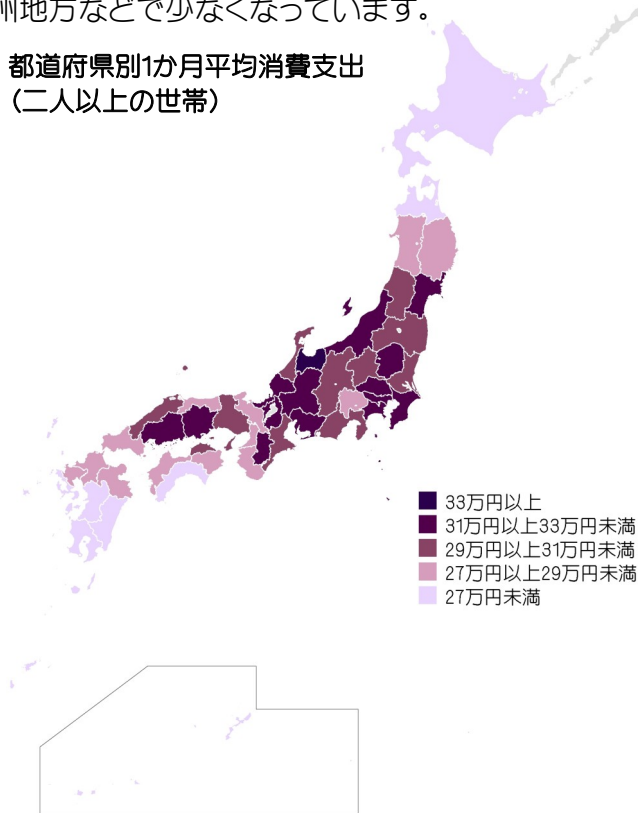 州地方などで少なくなっています。
都道府県別1か月平均消費支出
（二人以上の世帯）
33万円以上
31万円以上33万円未満
29万円以上31万円未満
27万円以上29万円未満
27万円未満